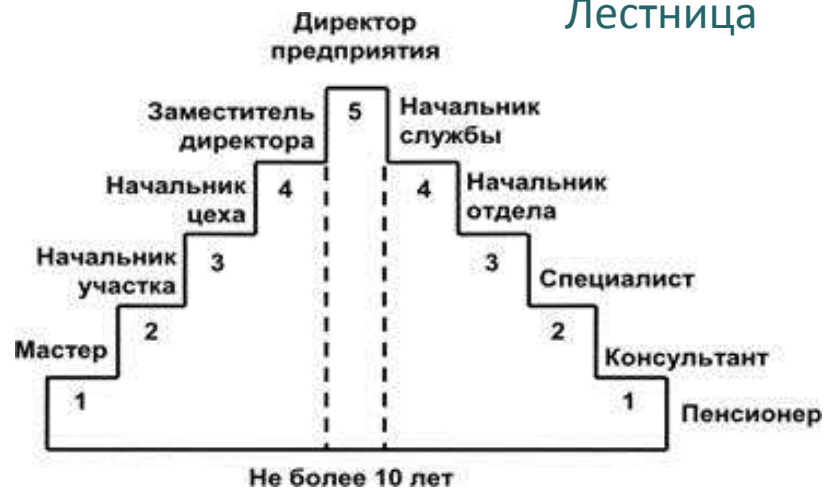 Лестница
Директор
предприятия
5
Заместитель
директора
Начальник
службы
4
4
Начальник
цеха
Начальник
отдела
3
3
Начальник
участка
Специалист
2
2
Мастер
Консультант
1
1
Пенсионер
Не более 10 лет